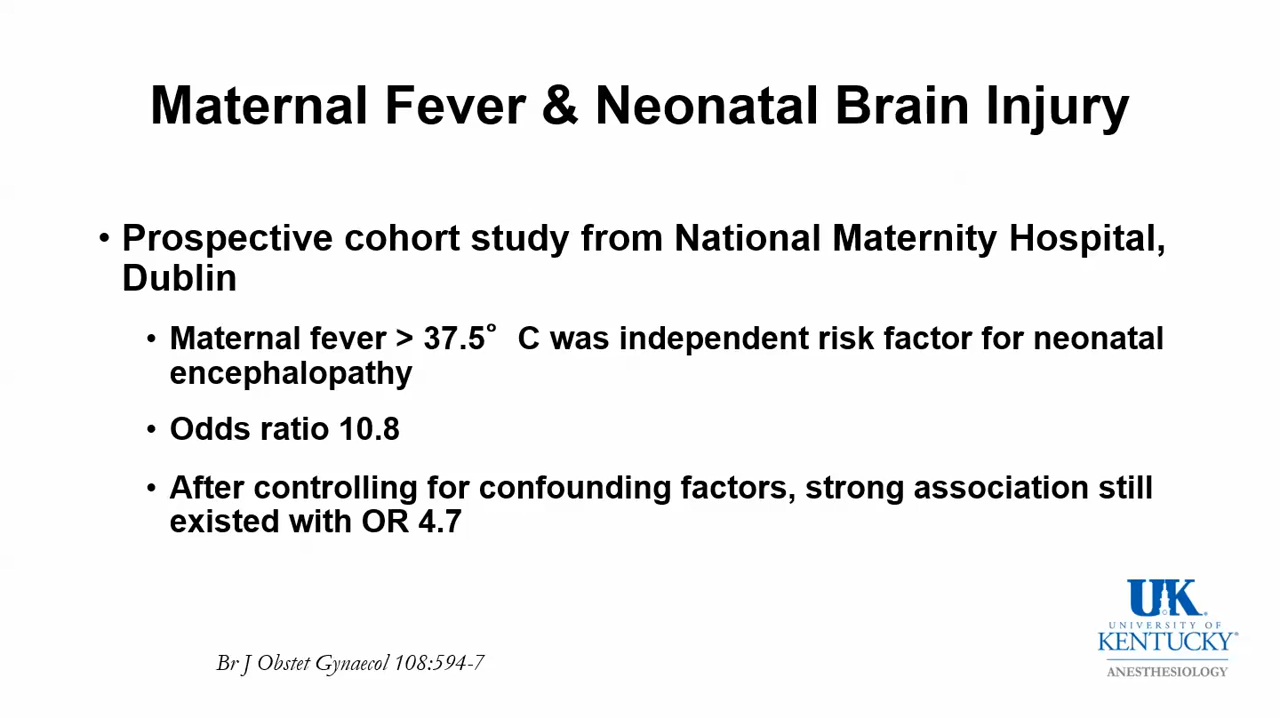 Maternal Fever & Neonatal Brain Injury
• Prospective cohort study from National Maternity Hospital,
Dublin
• Maternal fever > 37.5° C was independent risk factor for neonatal
encephalopathy
• Odds ratio 10.8
• After controlling for confounding factors, strong association still
existed with OR 4.7
Br J Obstet Gynaecol 108:594-7
UK
UNIVERSITY OF
KENTUCKY®
ANESTHESIOLOGY